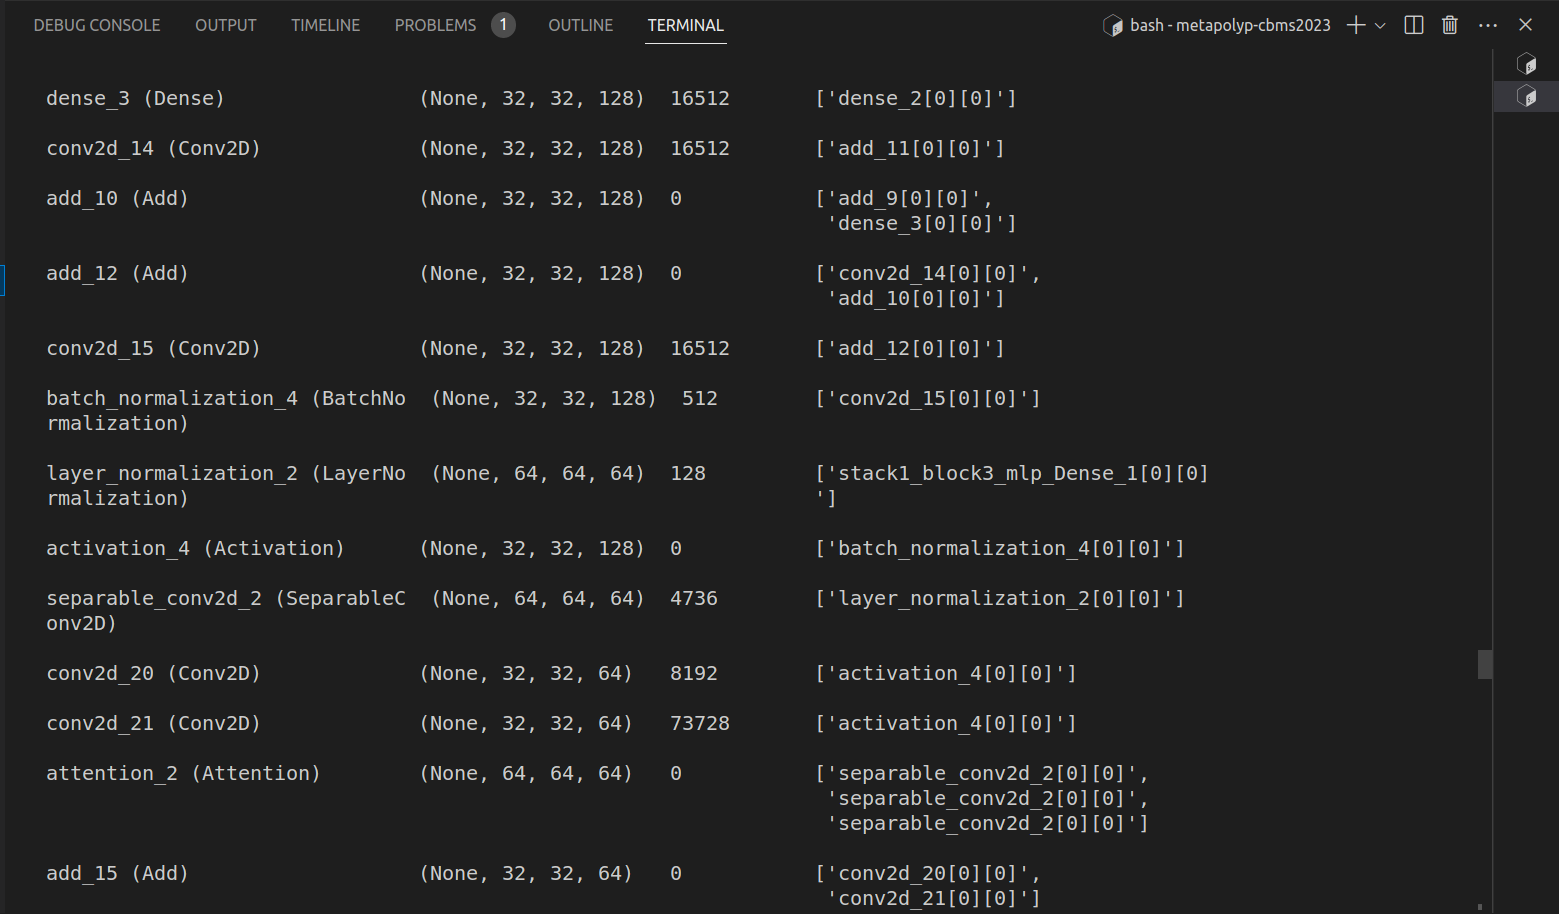 DEBUG CONSOLE OUTPUT TIMELINE PROBLEMS 1 OUTLINE TERMINAL bash - metapolyp-cbms2023
dense_3 (Dense) (None, 32, 32, 128) 16512 ['dense_2[0][0]']
conv2d_14 (Conv2D) (None, 32, 32, 128) 16512 ['add_11[0][0]']
add_10 (Add) (None, 32, 32, 128) 0 ['add_9[0][0]',
'dense_3[0][0]']
add_12 (Add) (None, 32, 32, 128) 0 ['conv2d_14[0][0]',
'add_10[0][0]']
conv2d_15 (Conv2D) (None, 32, 32, 128) 16512 ['add_12[0][0]']
batch_normalization_4 (BatchNo (None, 32, 32, 128) 512 ['conv2d_15[0][0]']
rmalization)
layer_normalization_2 (LayerNo (None, 64, 64, 64) 128 ['stack1_block3_mlp_Dense_1[0][0]
rmalization) ']
activation_4 (Activation) (None, 32, 32, 128) 0 ['batch_normalization_4[0][0]']
separable_conv2d_2 (SeparableC (None, 64, 64, 64) 4736 ['layer_normalization_2[0][0]']
onv2D)
conv2d_20 (Conv2D) (None, 32, 32, 64) 8192 ['activation_4[0][0]']
conv2d_21 (Conv2D) (None, 32, 32, 64) 73728 ['activation_4[0][0]']
attention_2 (Attention) (None, 64, 64, 64) 0 ['separable_conv2d_2[0][0]',
'separable_conv2d_2[0][0]',
'separable_conv2d_2[0][0]']
add_15 (Add) (None, 32, 32, 64) 0 ['conv2d_20[0][0]',
'conv2d_21[0][0]']